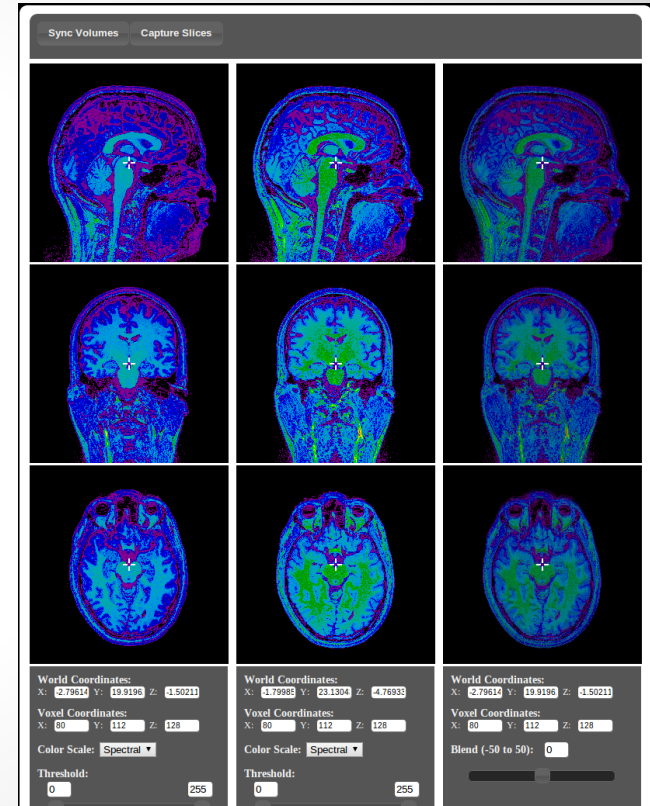 Sync Volumes Capture Slices
World Coordinates:
X: -2.79614 Y: 19.9196 Z: -1.50211
Voxel Coordinates:
X: 80 Y: 112 Z: 128
Color Scale: Spectral
Threshold:
0 255
World Coordinates:
X: -1.79985 Y: 23.1304 Z: -4.76933
Voxel Coordinates:
X: 80 Y: 112 Z: 128
Color Scale: Spectral
Threshold:
0 255
World Coordinates:
X: -2.79614 Y: 19.9196 Z: -1.50211
Voxel Coordinates:
X: 80 Y: 112 Z: 128
Blend (-50 to 50): 0